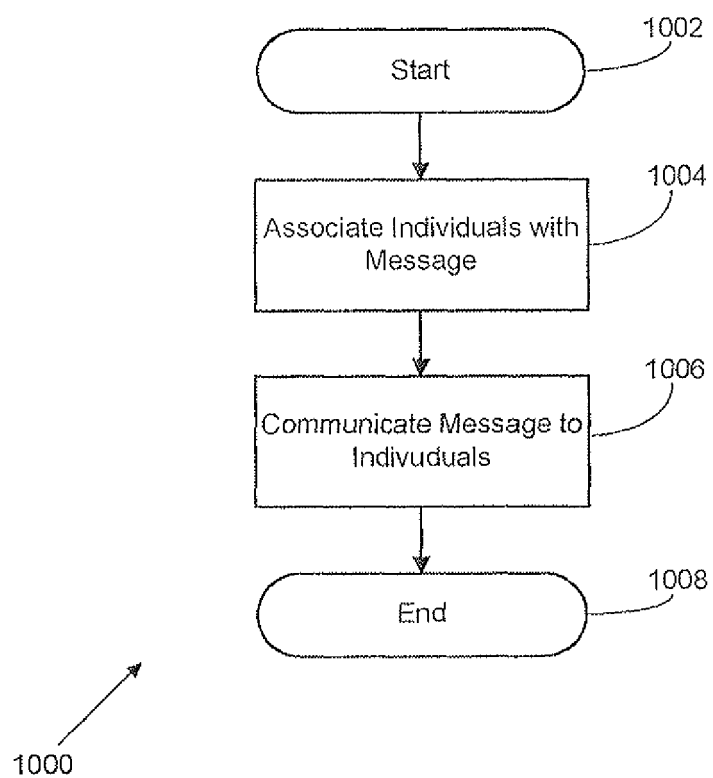 1002
Start
1004
Associate Individuals with
Message
1006
Communicate Message to
Indivuduals
1008
End
1000